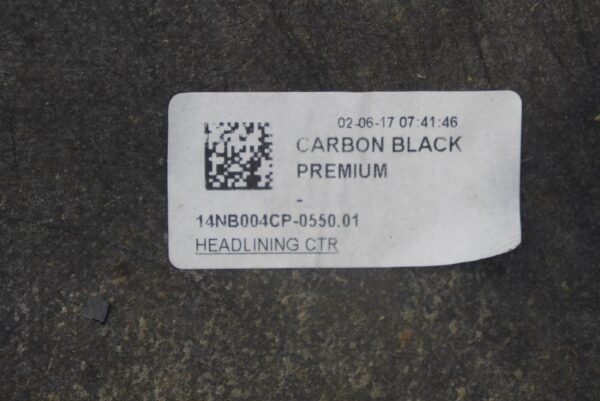 02-06-17 07:41:46
CARBON BLACK
PREMIUM
-
14NB004CP-0550.01
HEADLINING CTR